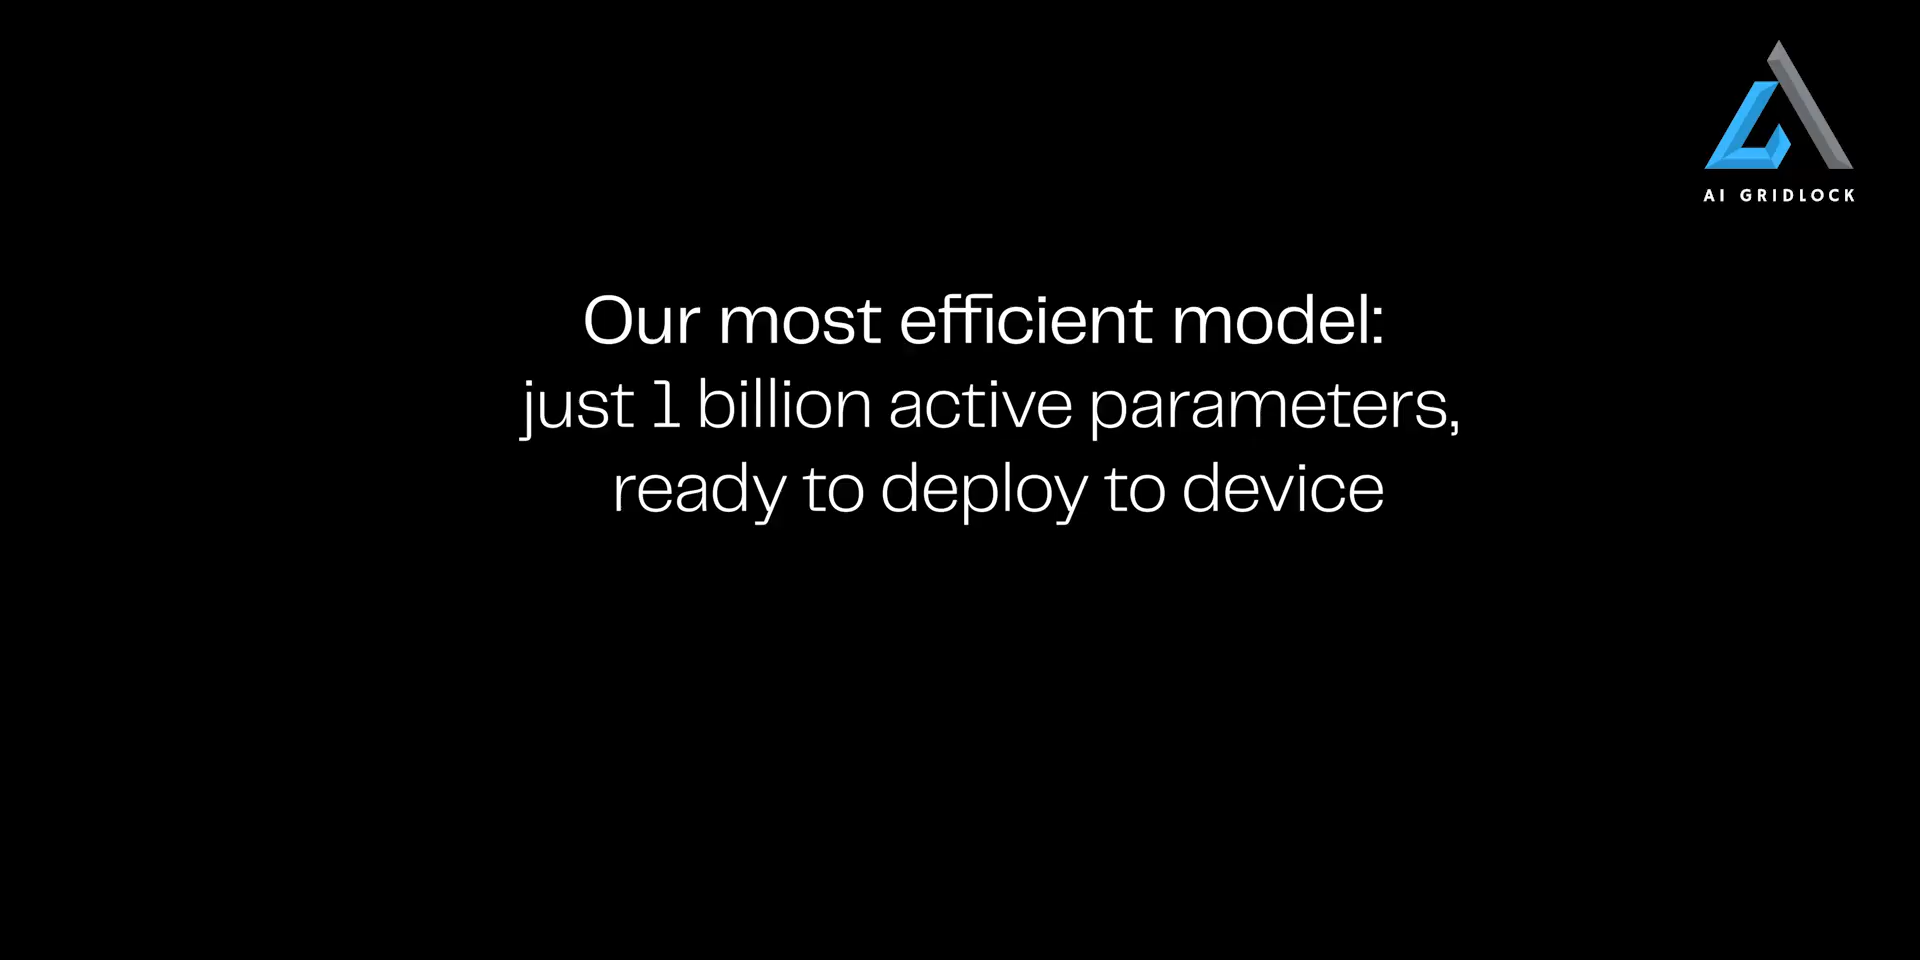 AI GRIDLOCK
Our most efficient model:
just 1 billion active parameters,
ready to deploy to device